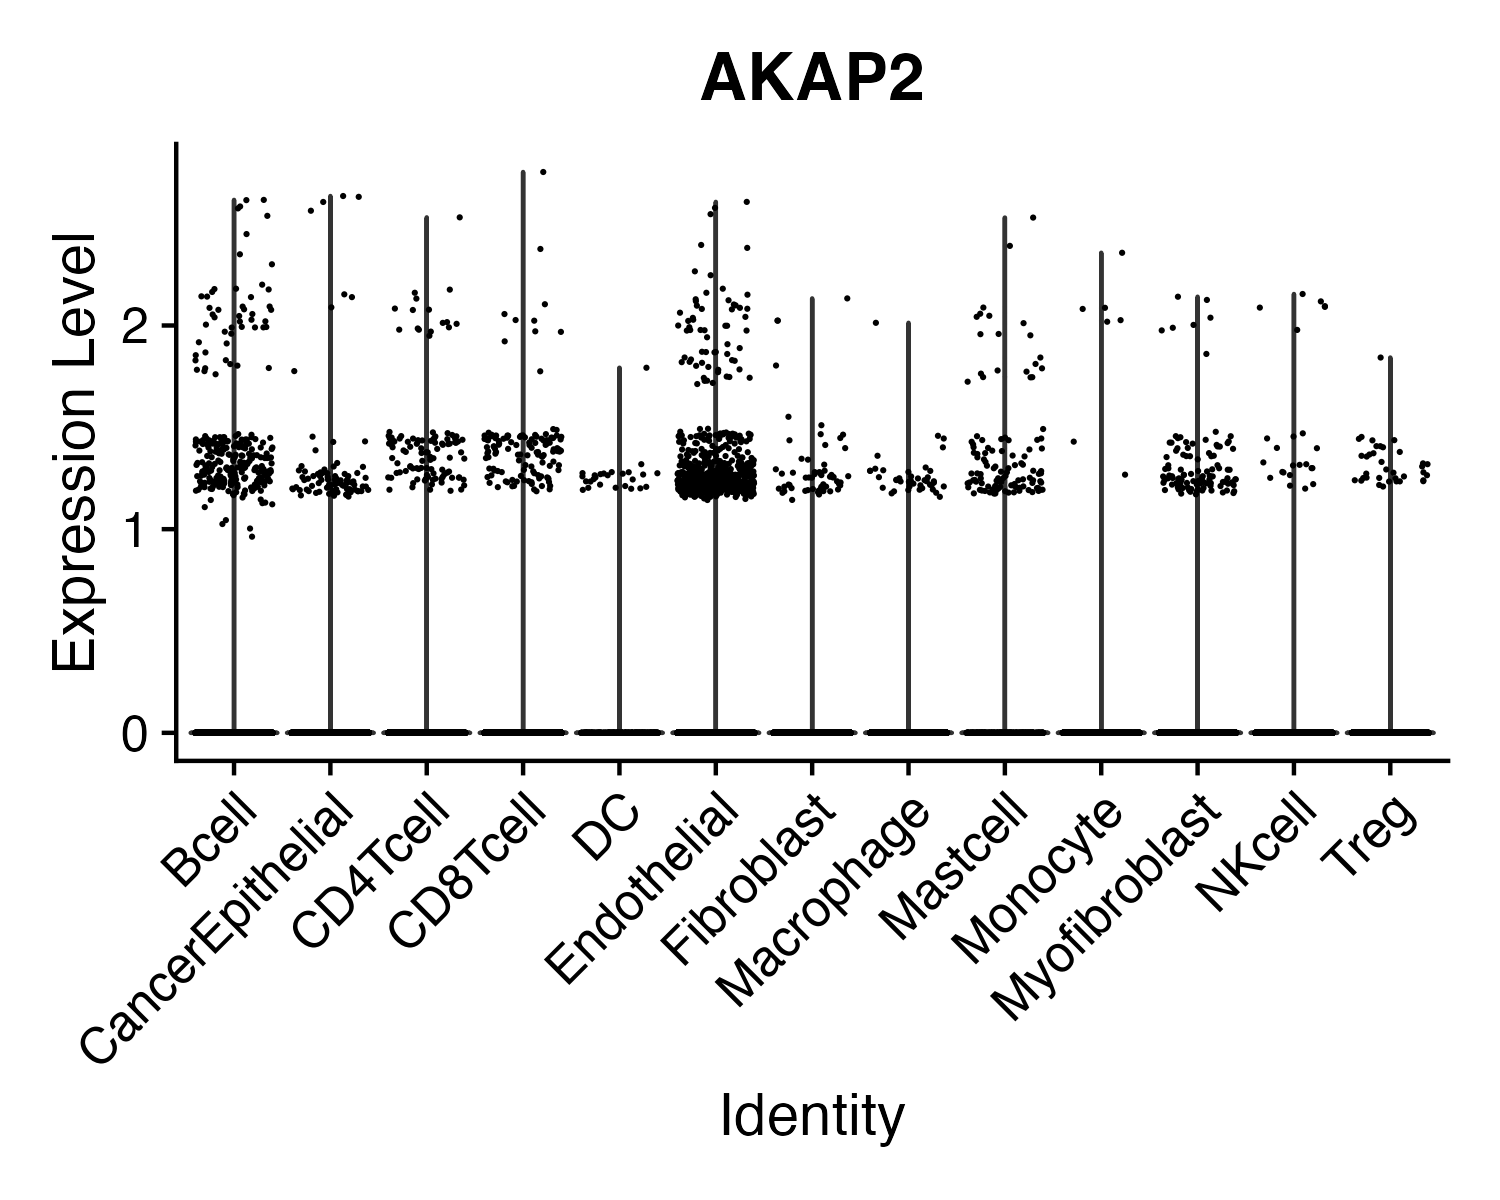 AKAP2
Expression Level
2
1
0
Bcell
CancerEpithelial
CD4Tcell
CD8Tcell
DC
Endothelial
Fibroblast
Macrophage
Mastcell
Monocyte
Myofibroblast
NKcell
Treg
Identity